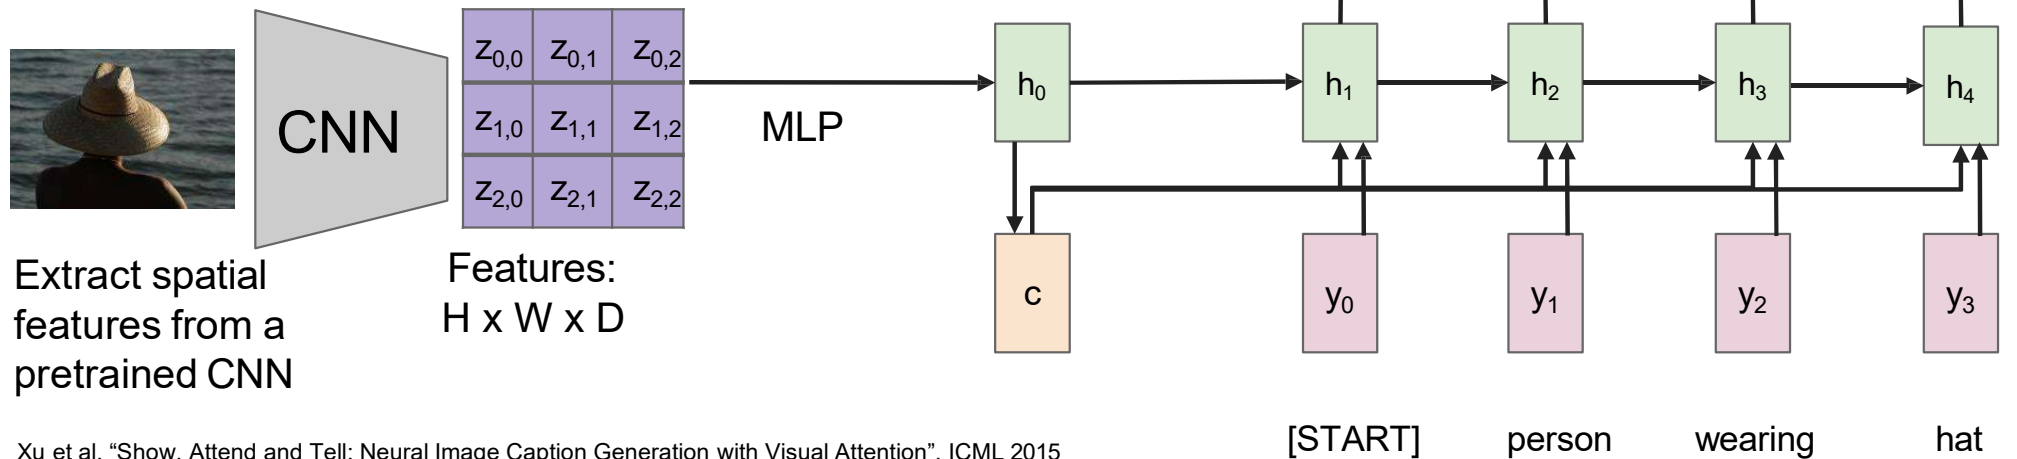 CNN
z0,0 z0,1 z0,2
z1,0 z1,1 z1,2
z2,0 z2,1 z2,2
MLP
h0 h1 h2 h3 h4
Extract spatial
features from a
pretrained CNN
Features:
H x W x D
c y0 y1 y2 y3
[START] person wearing hat
Xu et al, "Show, Attend and Tell: Neural Image Caption Generation with Visual Attention", ICML 2015